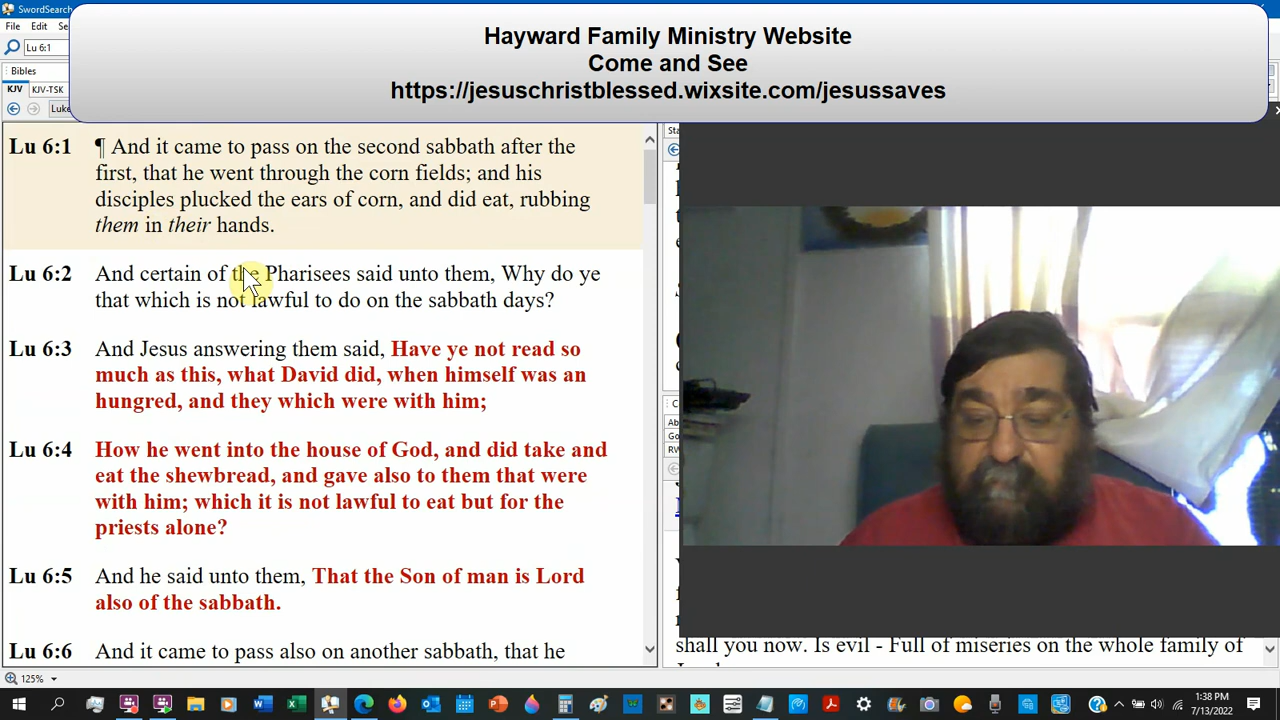 SwordSearch
Hayward Family Ministry Website
Come and See
https://jesuschristblessed.wixsite.com/jesussaves
File Edit
Lu 6:1
Bibles
KJV KJV-TSK
Luke
Lu 6:1 ¶ And it came to pass on the second sabbath after the
first, that he went through the corn fields; and his
disciples plucked the ears of corn, and did eat, rubbing
them in their hands.
Lu 6:2 And certain of the Pharisees said unto them, Why do ye
that which is not lawful to do on the sabbath days?
Lu 6:3 And Jesus answering them said, Have ye not read so
much as this, what David did, when himself was an
hungred, and they which were with him;
Lu 6:4 How he went into the house of God, and did take and
eat the shewbread, and gave also to them that were
with him; which it is not lawful to eat but for the
priests alone?
Lu 6:5 And he said unto them, That the Son of man is Lord
also of the sabbath.
Lu 6:6 And it came to pass also on another sabbath, that he
shall you now. Is evil - Full of miseries on the whole family of
125%
1:38 PM
7/13/2022